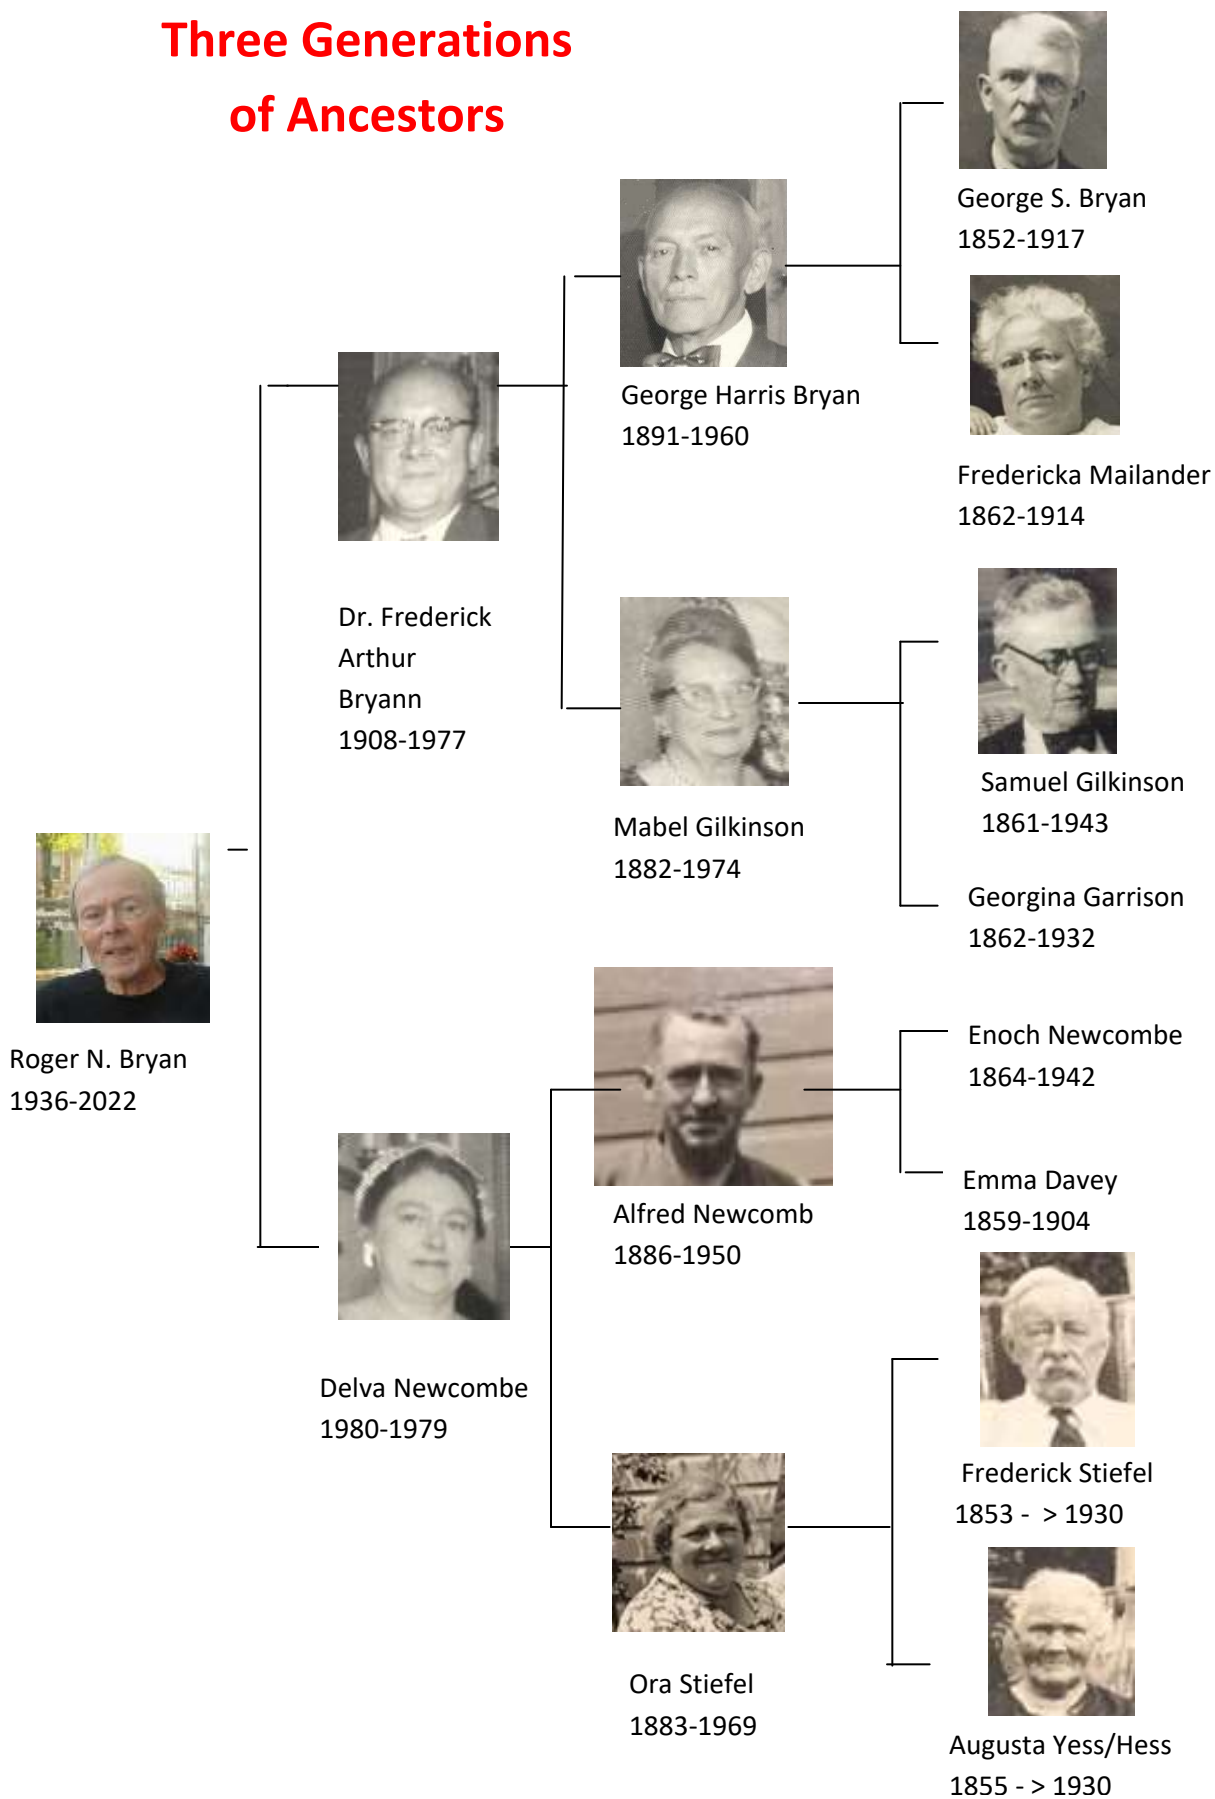 Three Generations
of Ancestors
George S. Bryan
1852-1917
George Harris Bryan
1891-1960
Fredericka Mailander
1862-1914
Dr. Frederick
Arthur
Bryann
1908-1977
Samuel Gilkinson
1861-1943
Mabel Gilkinson
1882-1974
Georgina Garrison
1862-1932
Roger N. Bryan
1936-2022
Enoch Newcombe
1864-1942
Alfred Newcomb
1886-1950
Emma Davey
1859-1904
Delva Newcombe
1980-1979
Frederick Stiefel
1853 -  > 1930
Ora Stiefel
1883-1969
Augusta Yess/Hess
1855 - > 1930